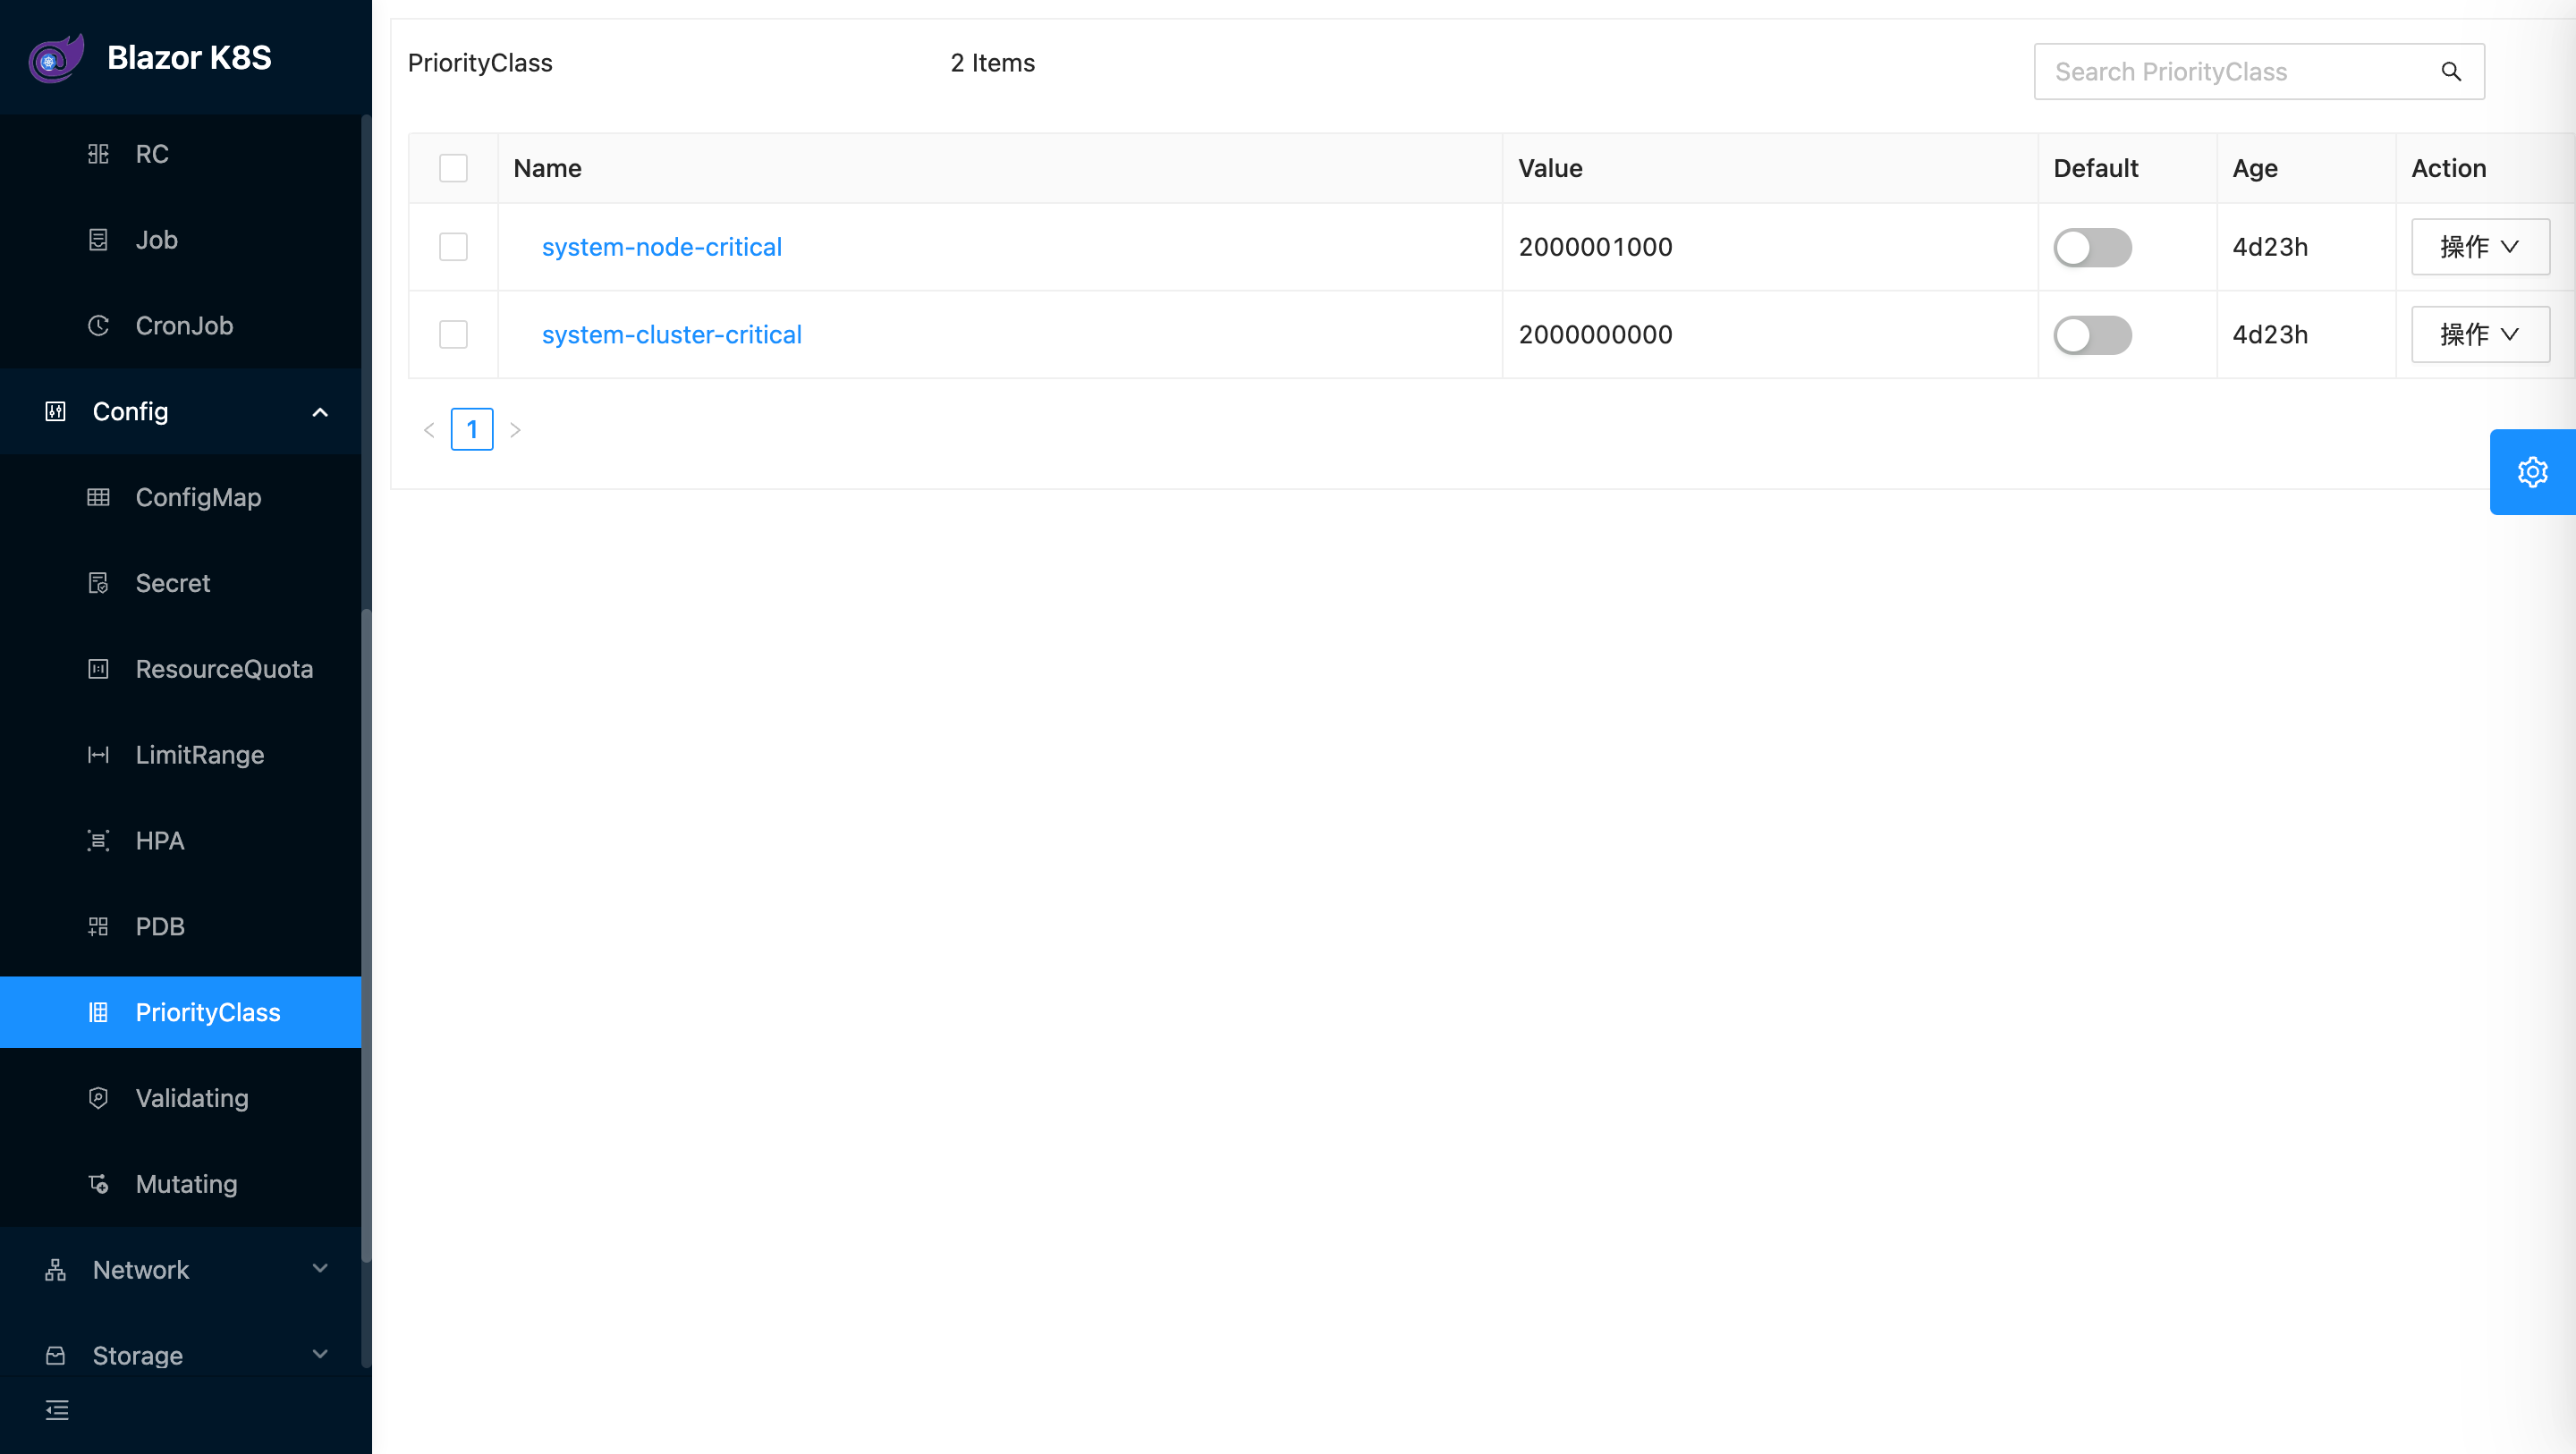 Blazor K8S
RC
Job
CronJob
Config
ConfigMap
Secret
ResourceQuota
LimitRange
HPA
PDB
PriorityClass
Validating
Mutating
Network
Storage
PriorityClass 2 Items Search PriorityClass
Name Value Default Age Action
system-node-critical 2000001000 4d23h 操作
system-cluster-critical 2000000000 4d23h 操作
1